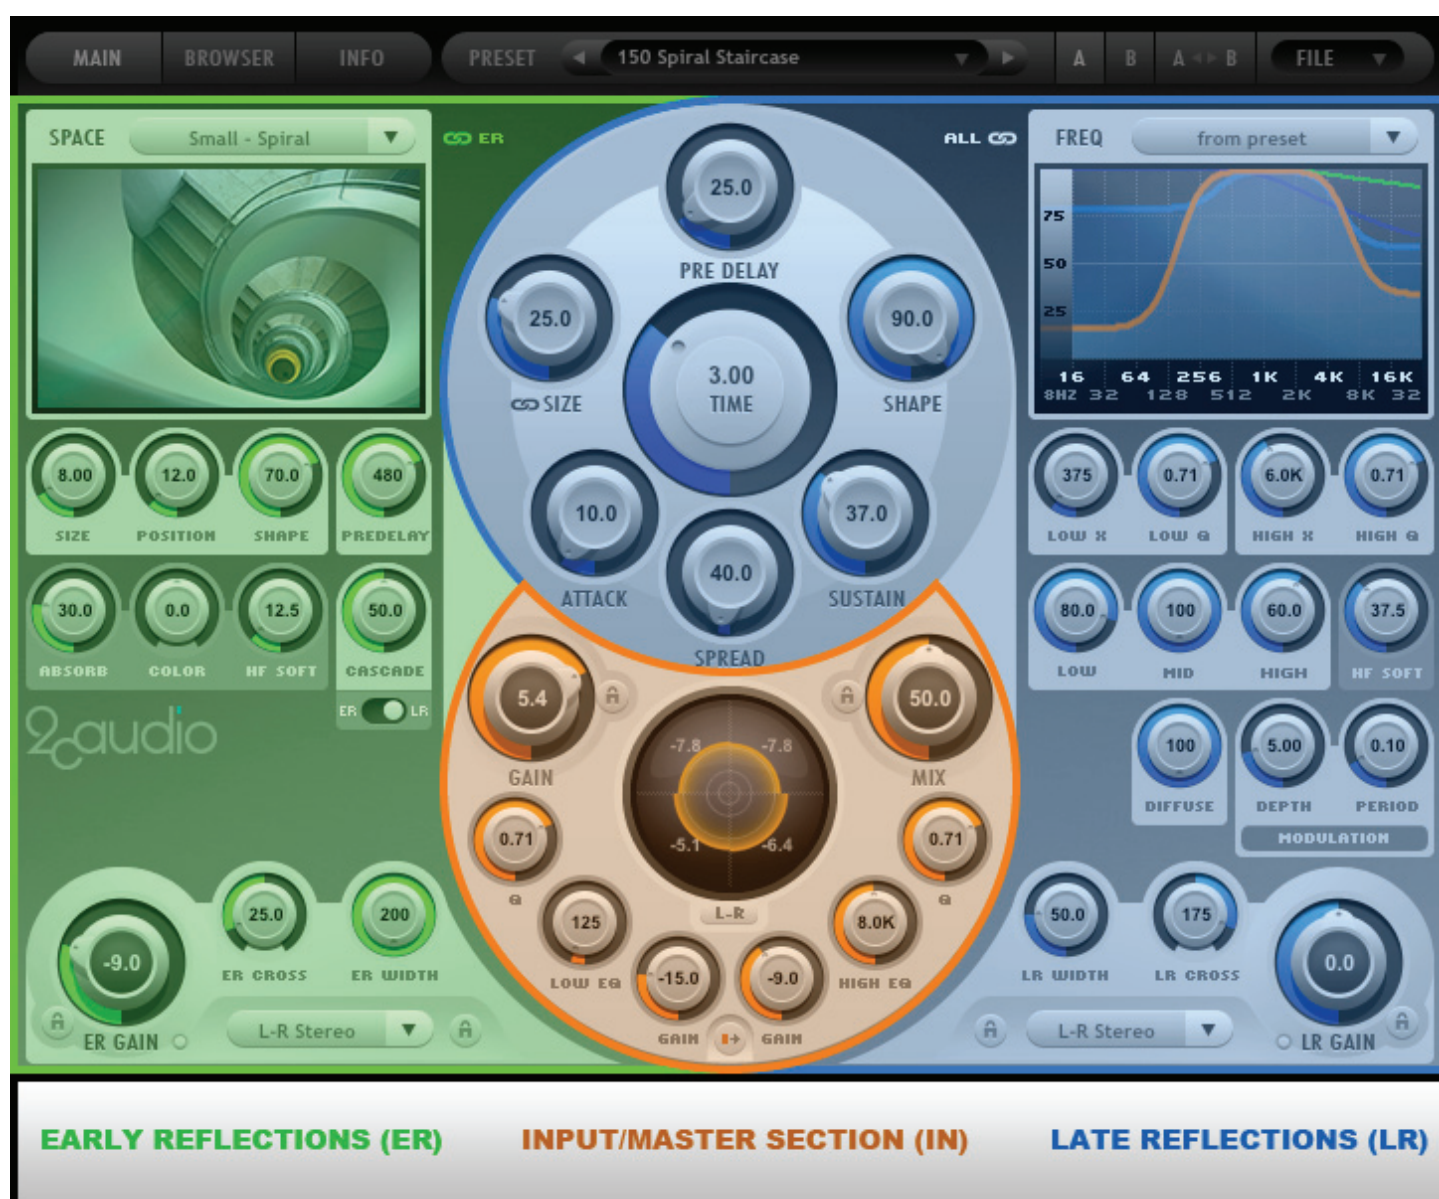 MAIN BROWSER INFO PRESET 150 Spiral Staircase A B A B FILE
SPACE Small - Spiral
ER
ALL
FREQ from preset
25.0
PRE DELAY
25.0
SIZE
90.0
SHAPE
3.00
TIME
10.0
ATTACK
37.0
SUSTAIN
40.0
SPREAD
75
50
25
16 64 256 1K 4K 16K
8HZ 32 128 512 2K 8K 32
8.00 12.0 70.0 480
SIZE POSITION SHAPE PREDELAY
30.0 0.0 12.5 50.0
ABSORB COLOR HF SOFT CASCADE
ER LR
2caudio
375 0.71 6.0K 0.71
LOW X LOW Q HIGH X HIGH Q
80.0 100 60.0 37.5
LOW MID HIGH HF SOFT
100 5.00 0.10
DIFFUSE DEPTH PERIOD
MODULATION
5.4
GAIN
50.0
MIX
-7.8 -7.8
-5.1 -6.4
L-R
0.71
Q
0.71
Q
125
LOW EQ
8.0K
HIGH EQ
-15.0 -9.0
GAIN GAIN
25.0 200
ER CROSS ER WIDTH
-9.0
ER GAIN
L-R Stereo
50.0 175
LR WIDTH LR CROSS
0.0
LR GAIN
L-R Stereo
EARLY REFLECTIONS (ER) INPUT/MASTER SECTION (IN) LATE REFLECTIONS (LR)